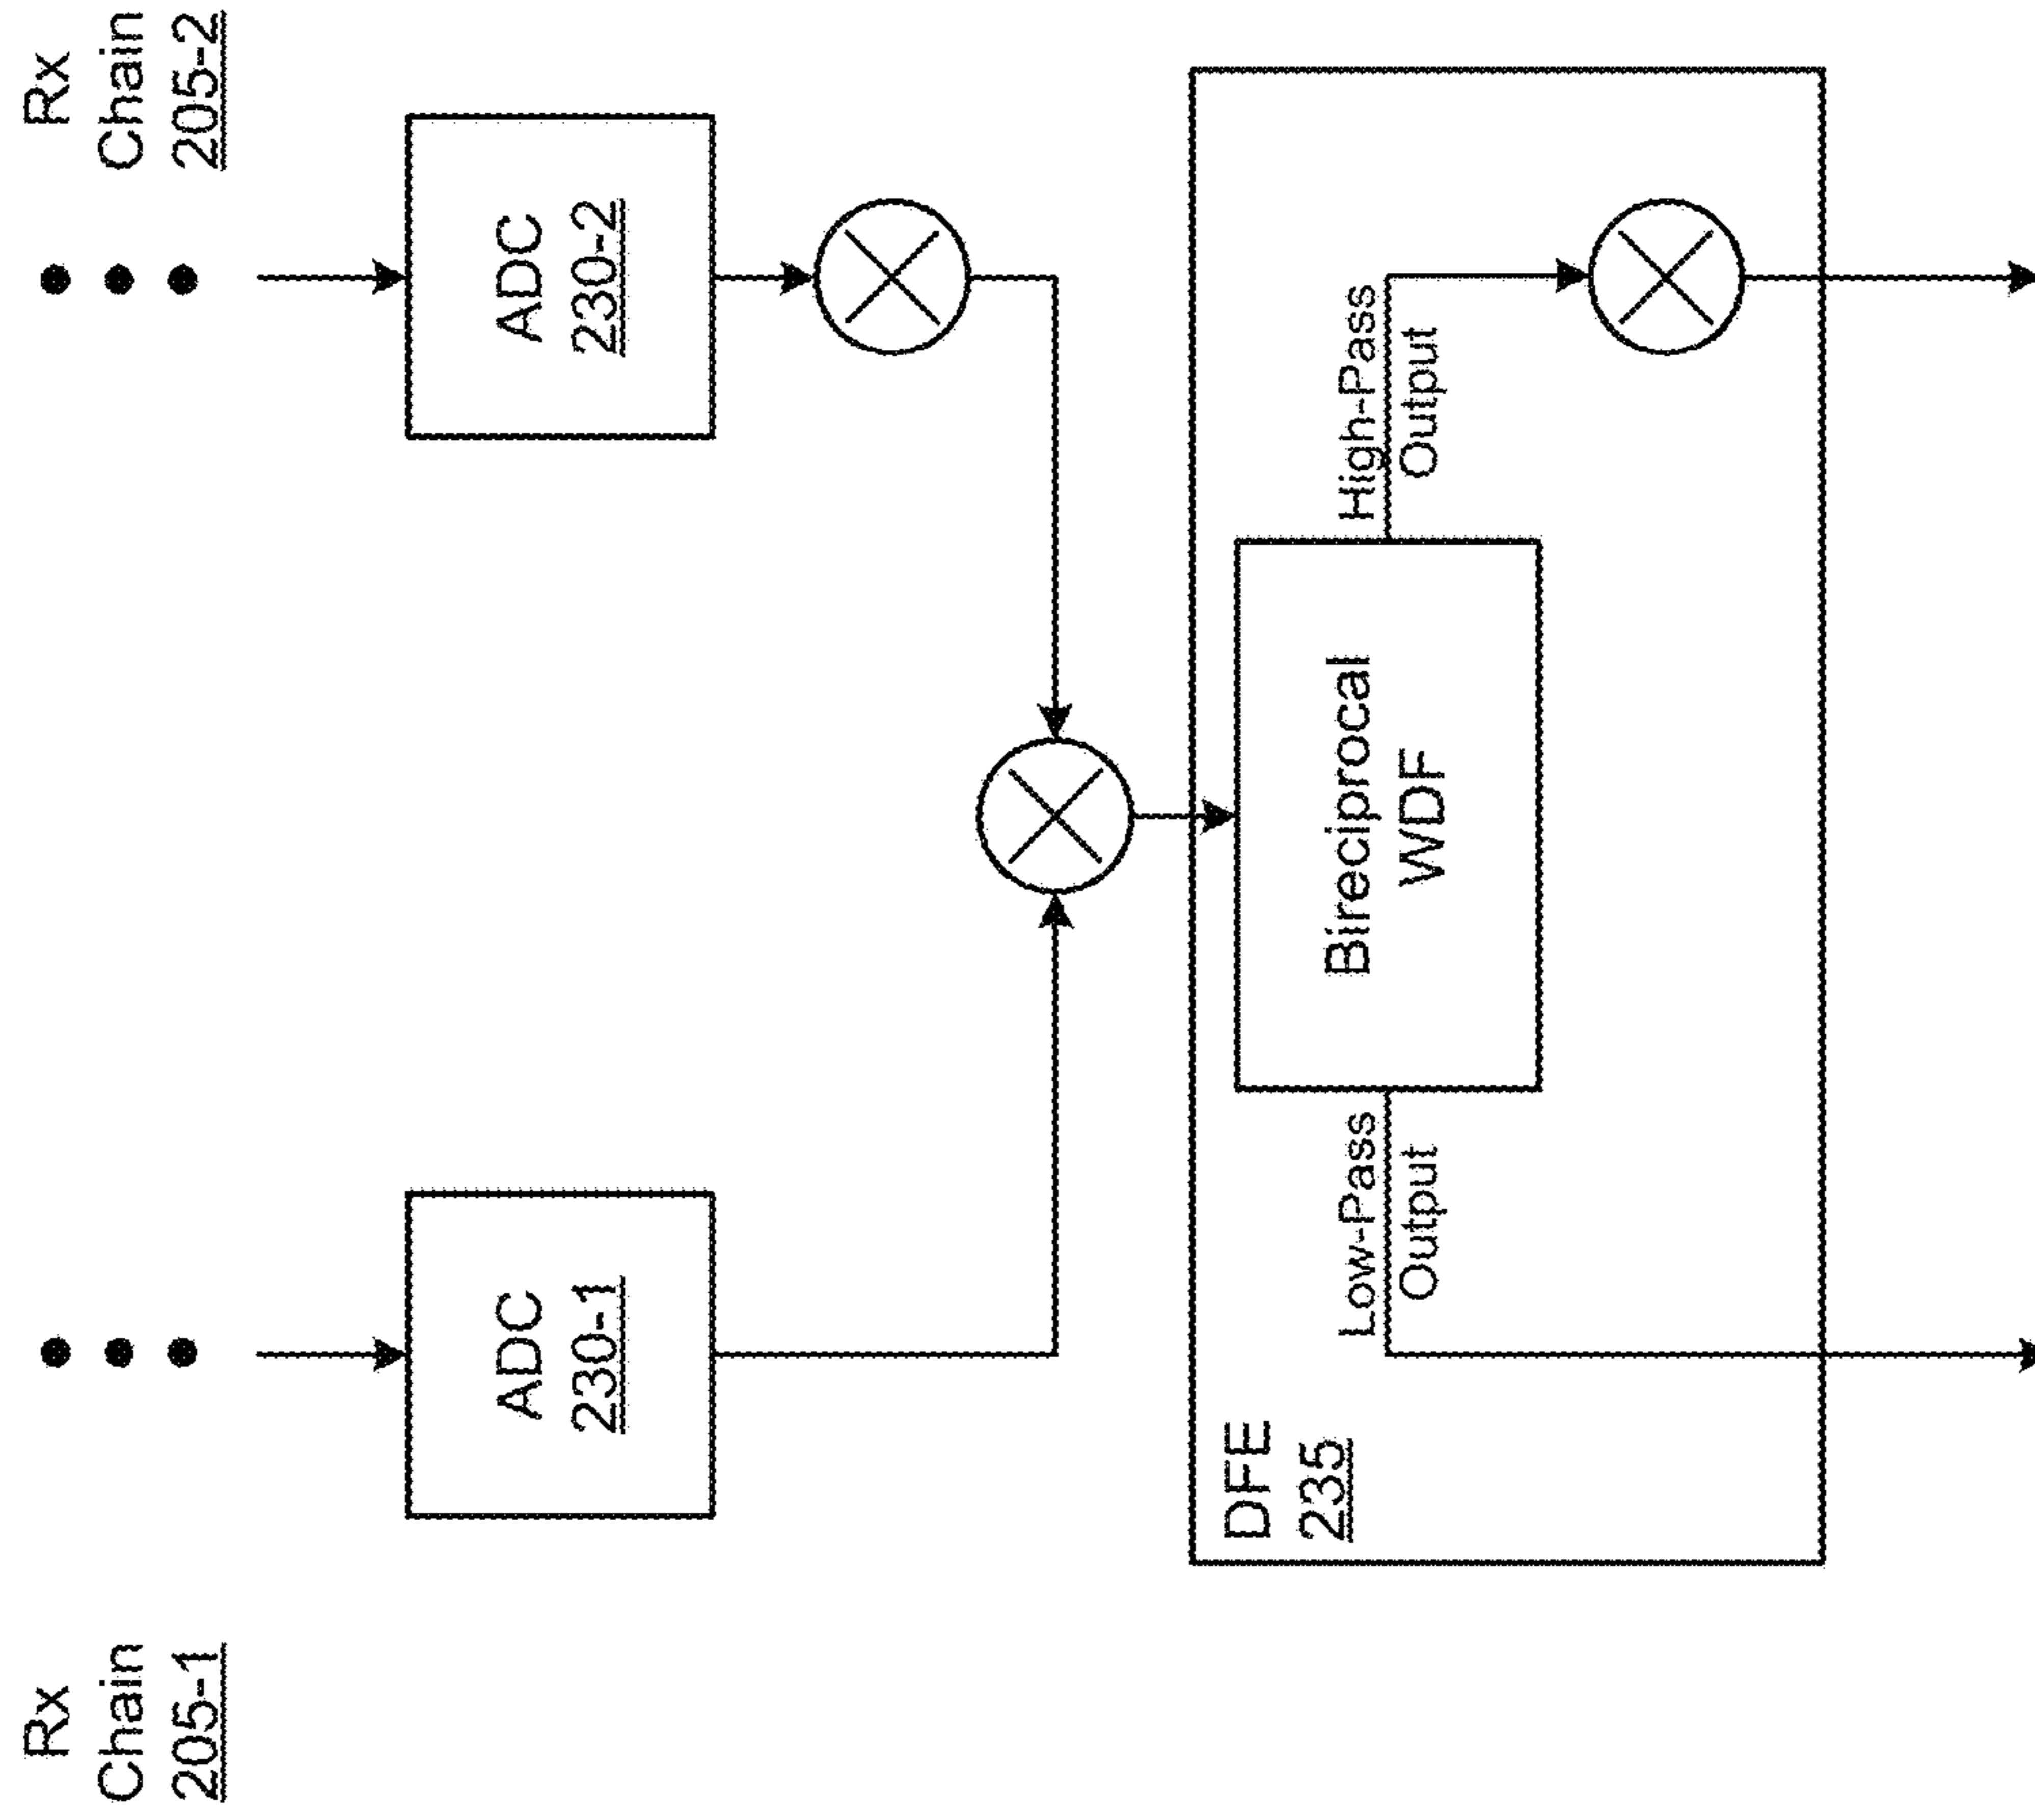 Rx
Chain
205-1
Rx
Chain
205-2
ADC
230-1
ADC
230-2
DFE
235
Low-Pass
Output
Bireciprocal
WDF
High-Pass
Output